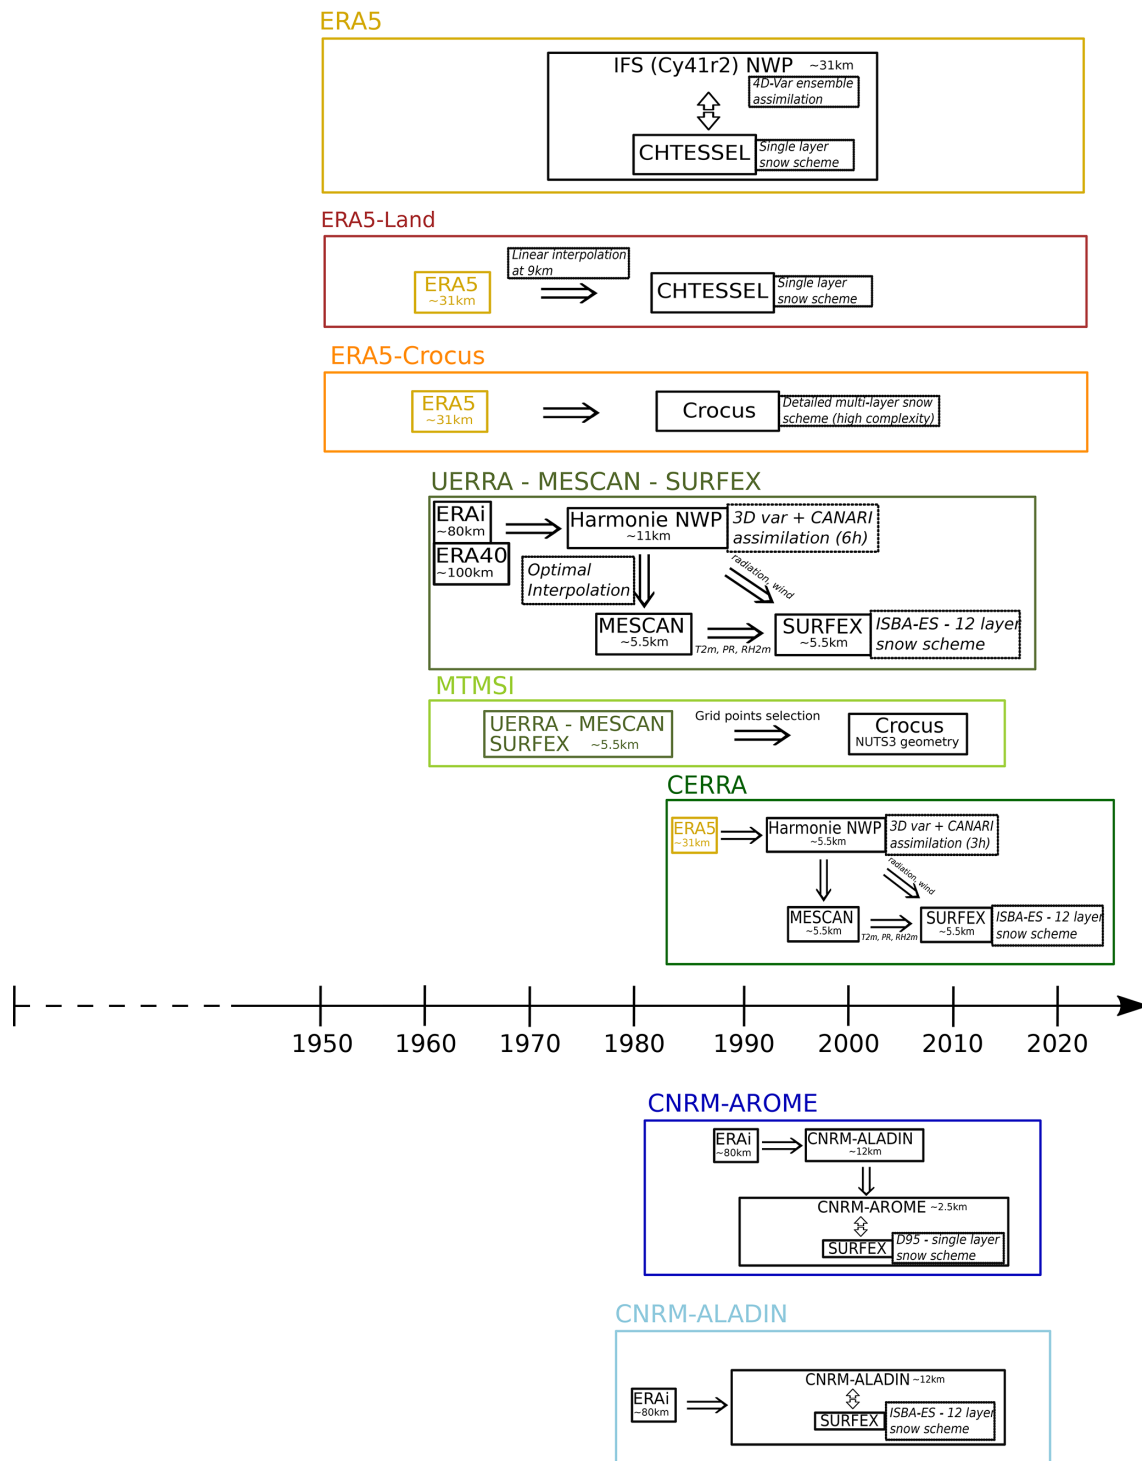 ERA5
IFS (Cy41r2) NWP ~31km
4D-Var ensemble
assimilation
CHTESSEL
Single layer
snow scheme
ERA5-Land
Linear interpolation
at 9km
ERA5
~31km
CHTESSEL
Single layer
snow scheme
ERA5-Crocus
ERA5
~31km
Crocus
Detailed multi-layer snow
scheme (high complexity)
UERRA - MESCAN - SURFEX
ERAi
~80km
ERA40
~100km
Harmonie NWP
~11km
3D var + CANARI
assimilation (6h)
Optimal
Interpolation
radiation, wind
MESCAN
~5.5km
T2m, PR, RH2m
SURFEX
~5.5km
ISBA-ES - 12 layer
snow scheme
MTMSI
UERRA - MESCAN
SURFEX ~5.5km
Grid points selection
Crocus
NUTS3 geometry
CERRA
ERA5
~31km
Harmonie NWP
~5.5km
3D var + CANARI
assimilation (3h)
radiation, wind
MESCAN
~5.5km
T2m, PR, RH2m
SURFEX
~5.5km
ISBA-ES - 12 layer
snow scheme
1950 1960 1970 1980 1990 2000 2010 2020
CNRM-AROME
ERAi
~80km
CNRM-ALADIN
~12km
CNRM-AROME ~2.5km
SURFEX
D95 - single layer
snow scheme
CNRM-ALADIN
ERAi
~80km
CNRM-ALADIN ~12km
SURFEX
ISBA-ES - 12 layer
snow scheme